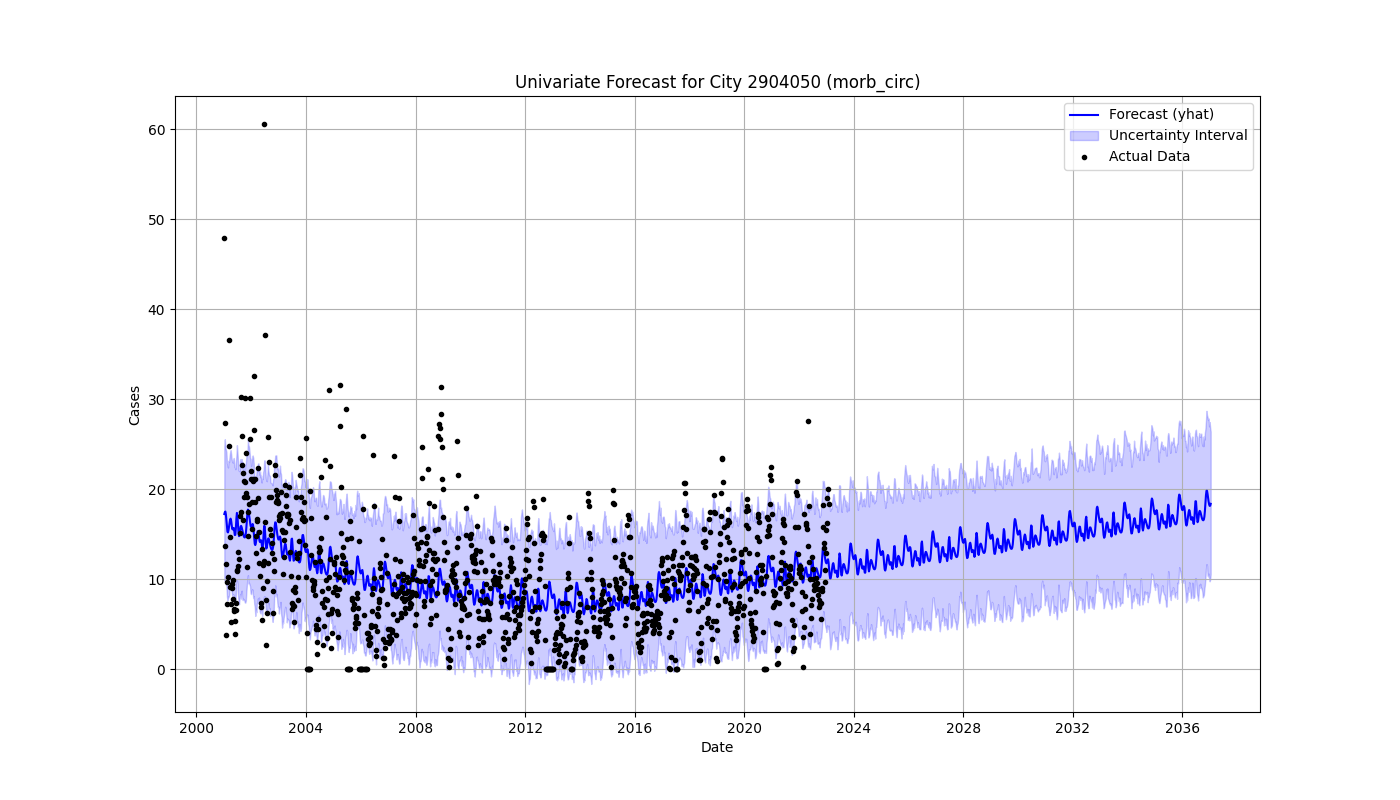 Univariate Forecast for City 2904050 (morb_circ)
Forecast (yhat)
Uncertainty Interval
Actual Data
Cases
60
50
40
30
20
10
0
2000 2004 2008 2012 2016 2020 2024 2028 2032 2036
Date